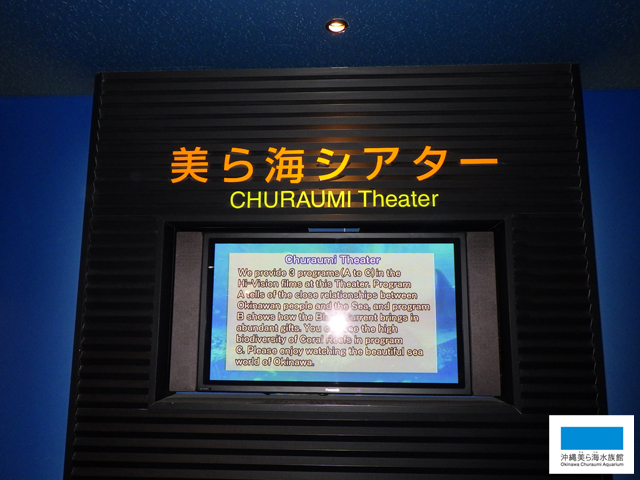 美ら海シアター
CHURAUMI Theater
Churaumi Theater
We provide 3 programs(A to C)in the
Hi-Vision films at this Theater. Program
A tells of the close relationships between
Okinawan people and the Sea, and program
B shows how the Current brings in
abundant gifts. You the high
biodiversity of Coral Reefs in program
C. Please enjoy watching the beautiful sea
world of Okinawa.
Panasonic
沖縄美ら海水族館
Okinawa Churaumi Aquarium